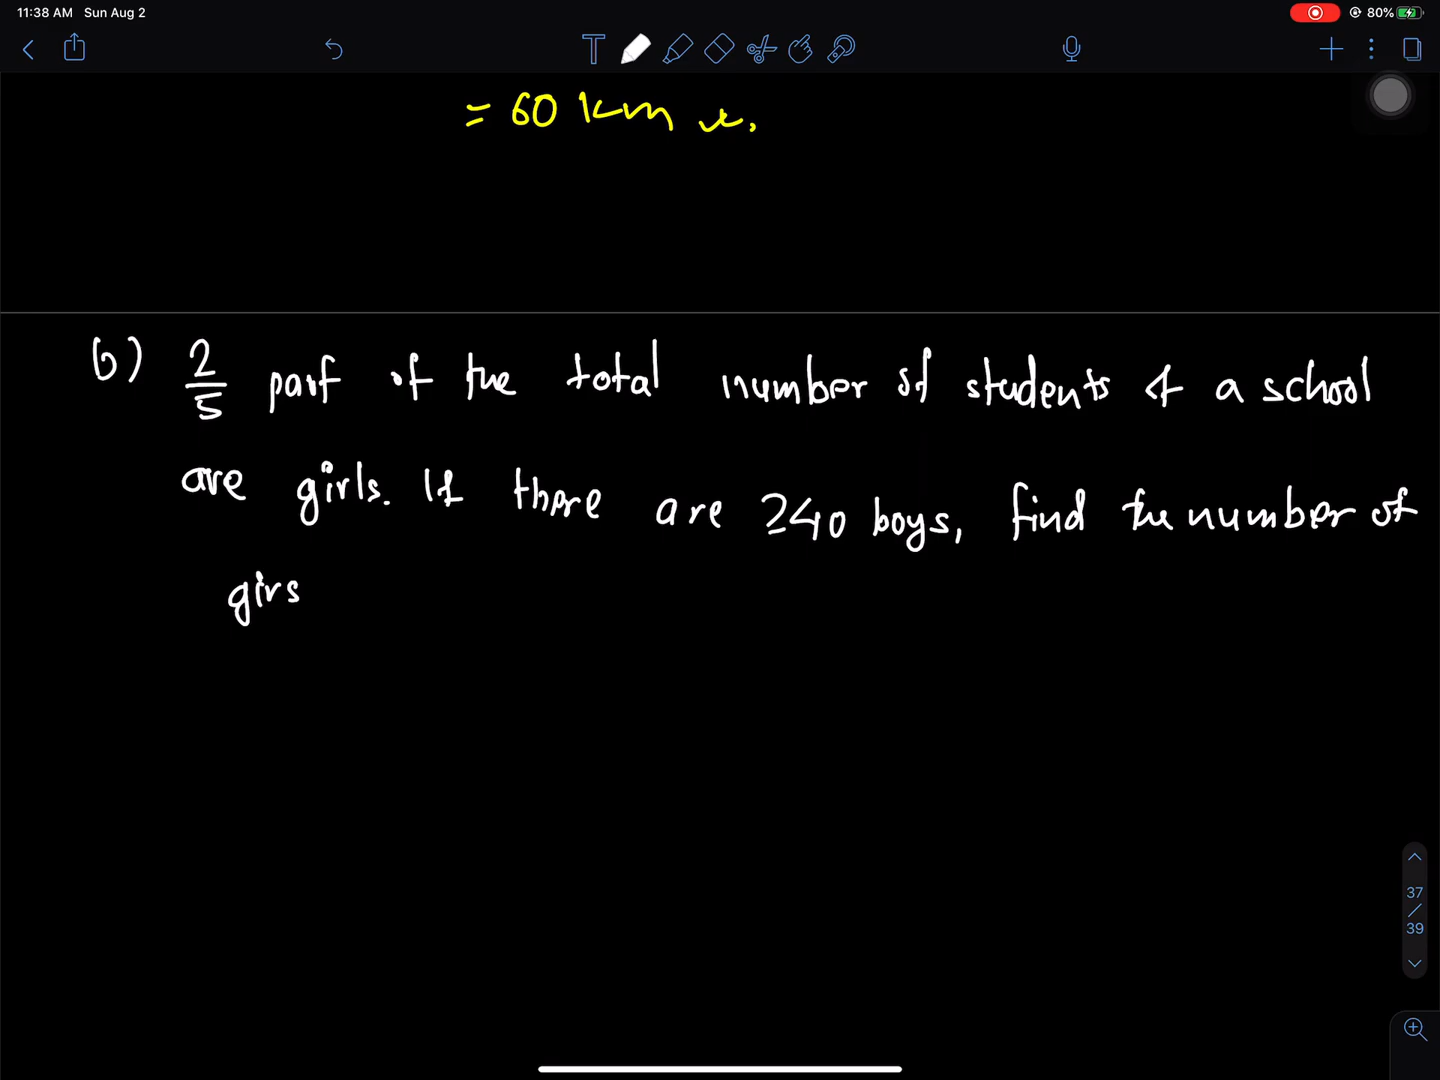 11:38 AM Sun Aug 2
80%
= 60 km
b) 2/5 part of the total number of students of a school
are girls. If there are 240 boys, find the number of
girs
37
/
39